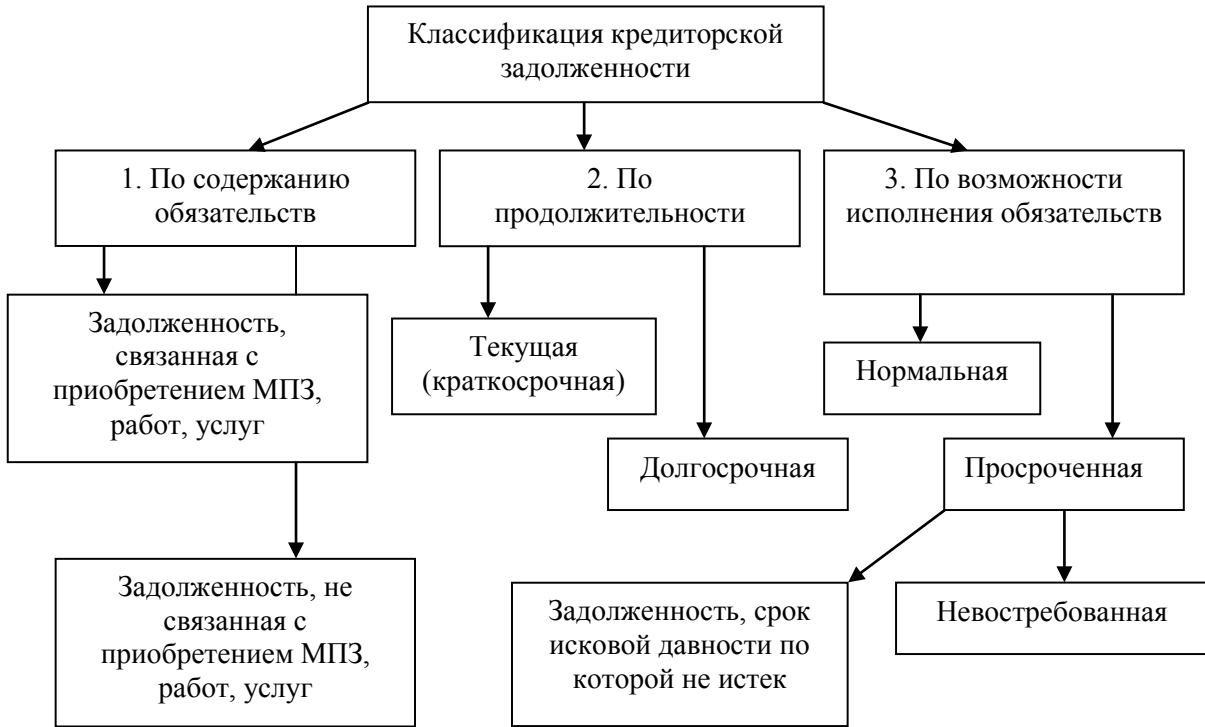 Классификация кредиторской
задолженности
1. По содержанию
обязательств
2. По
продолжительности
3. По возможности
исполнения обязательств
Задолженность,
связанная с
приобретением МПЗ,
работ, услуг
Текущая
(краткосрочная)
Нормальная
Долгосрочная
Просроченная
Задолженность, не
связанная с
приобретением МПЗ,
работ, услуг
Задолженность, срок
исковой давности по
которой не истек
Невостребованная